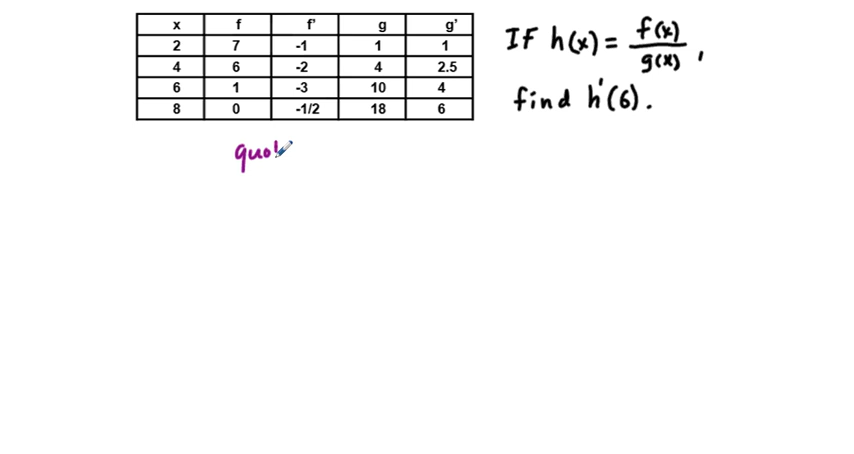 x f f' g g'
2 7 -1 1 1
4 6 -2 4 2.5
6 1 -3 10 4
8 0 -1/2 18 6
If h(x) = f(x)/g(x) ,
find h'(6).
quot